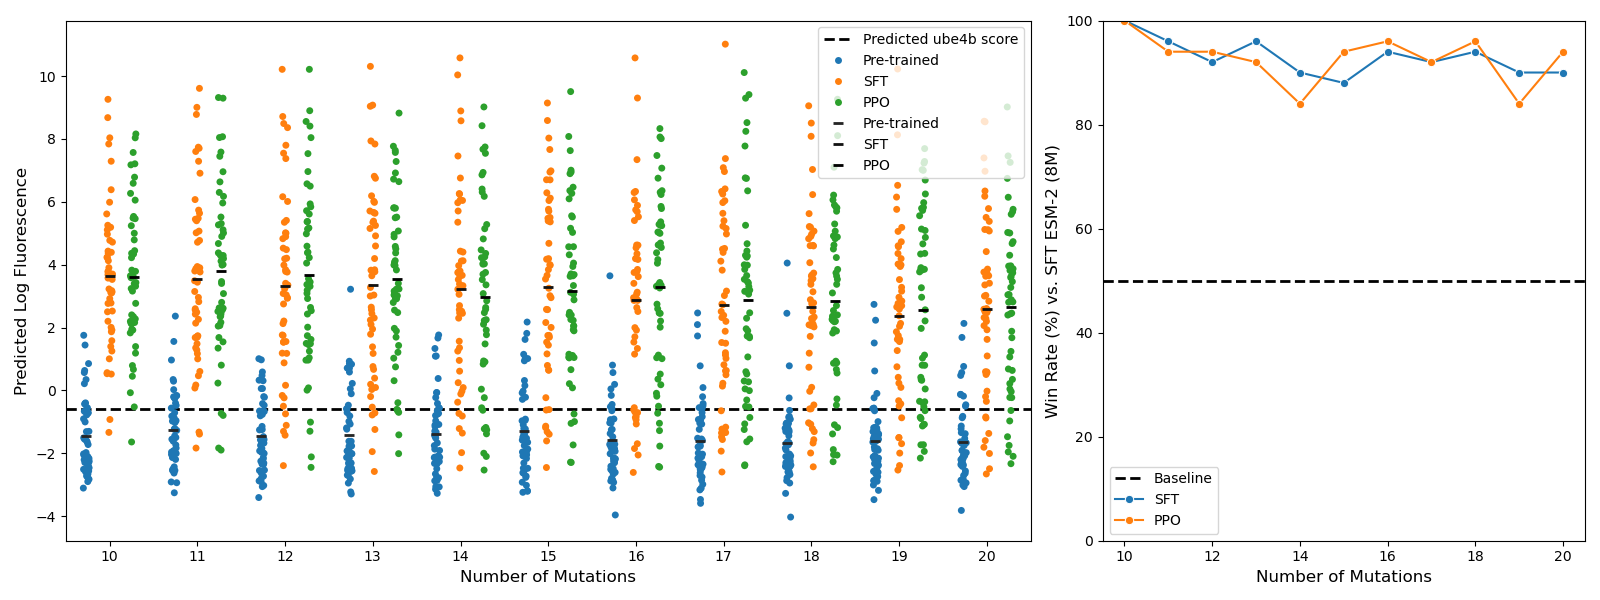 Predicted Log Fluorescence
10
8
6
4
2
0
−2
−4
10 11 12 13 14 15 16 17 18 19 20
Number of Mutations
Predicted ube4b score
Pre-trained
SFT
PPO
Pre-trained
SFT
PPO
Win Rate (%) vs. SFT ESM-2 (8M)
100
80
60
40
20
0
10 12 14 16 18 20
Number of Mutations
Baseline
SFT
PPO